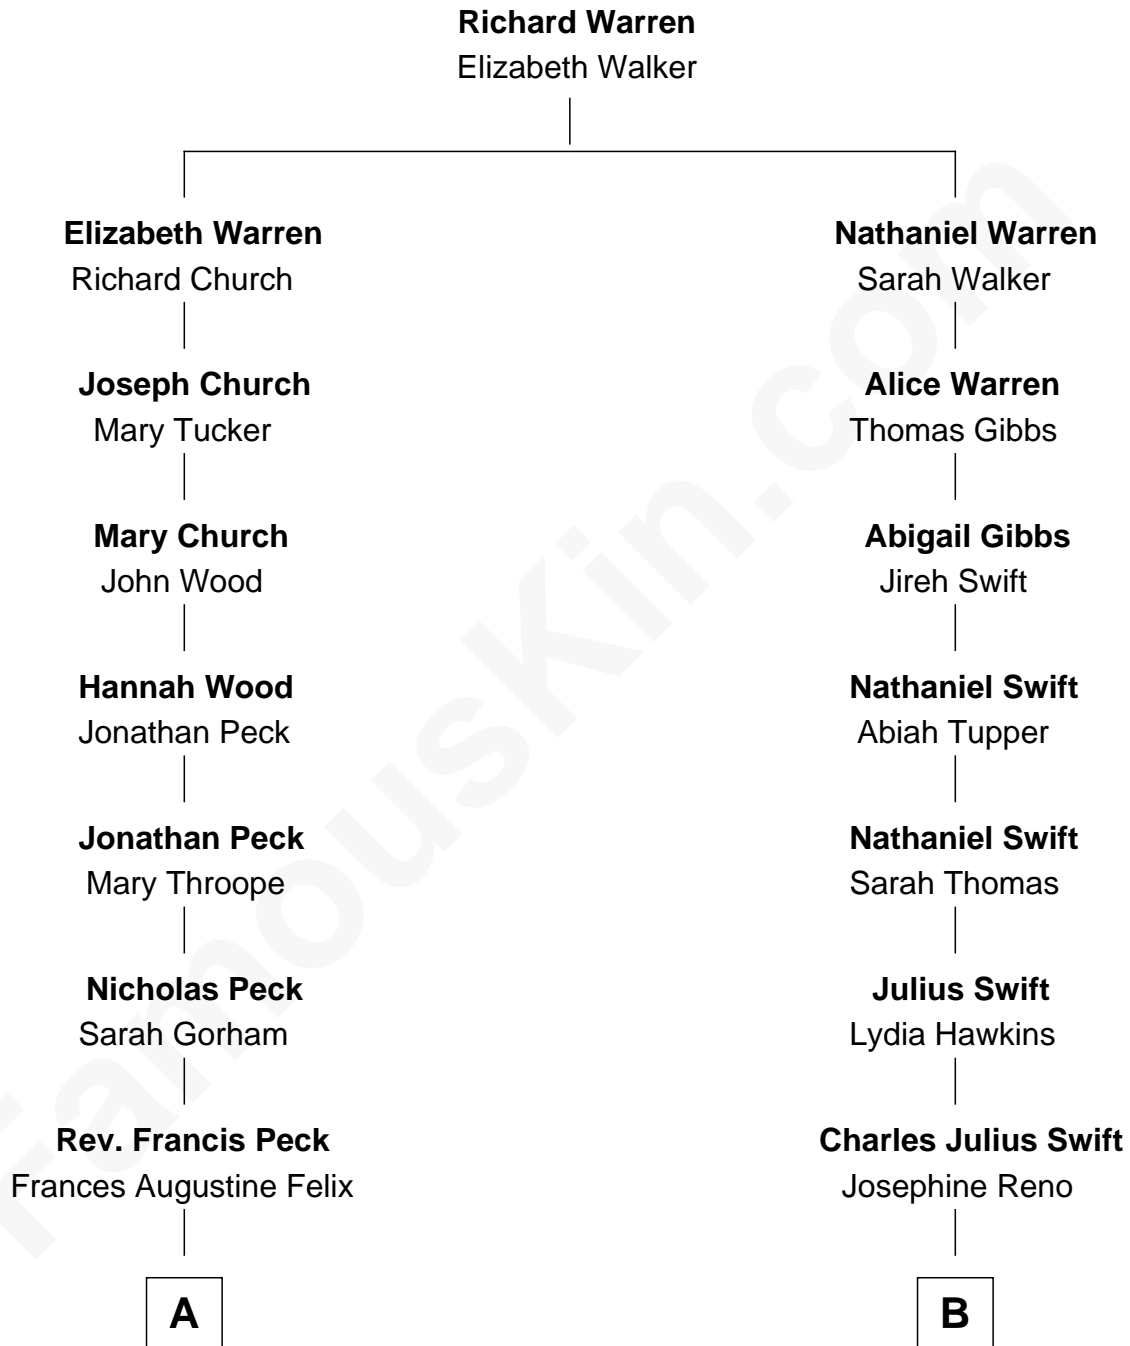 Richard Warren
Elizabeth Walker
Elizabeth Warren
Richard Church
Joseph Church
Mary Tucker
Mary Church
John Wood
Hannah Wood
Jonathan Peck
Jonathan Peck
Mary Throope
Nicholas Peck
Sarah Gorham
Rev. Francis Peck
Frances Augustine Felix
A
Nathaniel Warren
Sarah Walker
Alice Warren
Thomas Gibbs
Abigail Gibbs
Jireh Swift
Nathaniel Swift
Abiah Tupper
Nathaniel Swift
Sarah Thomas
Julius Swift
Lydia Hawkins
Charles Julius Swift
Josephine Reno
B
FamousKin.com